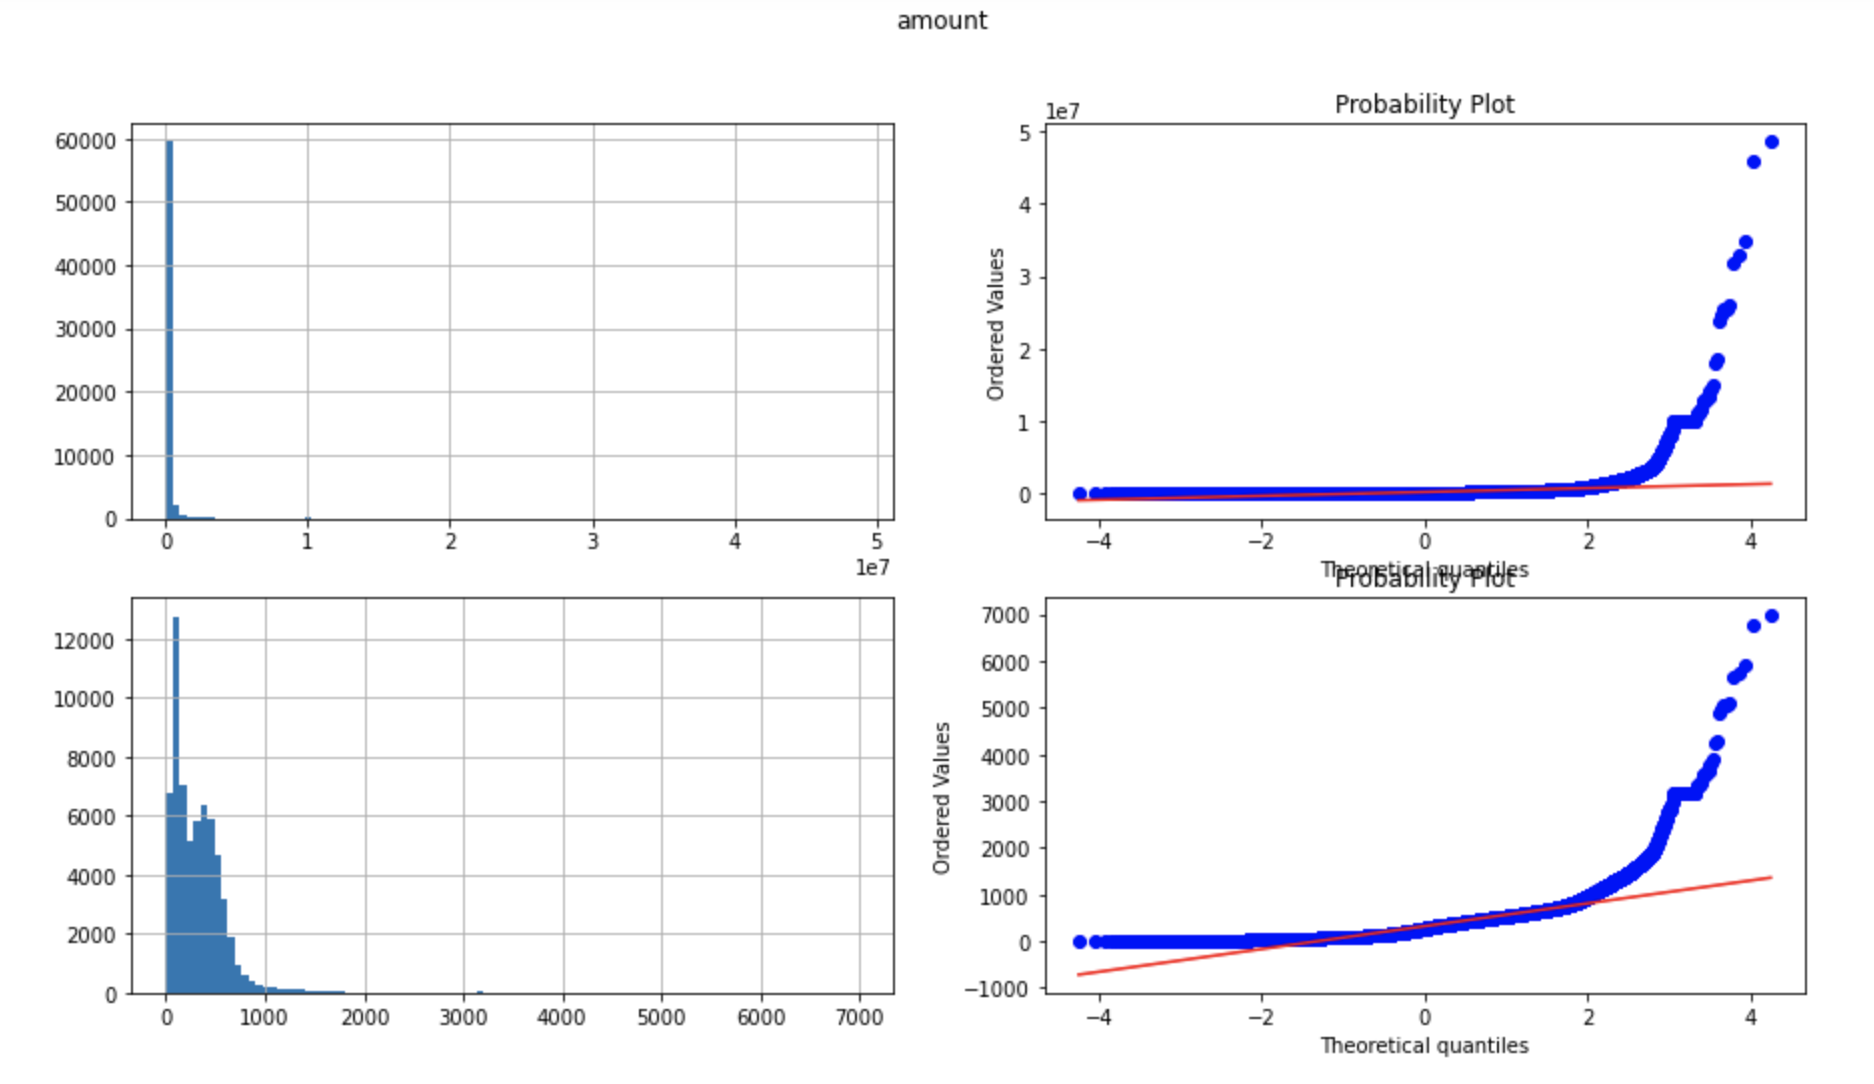 amount
60000
50000
40000
30000
20000
10000
0
0 1 2 3 4 5
1e7
Probability Plot
1e7
5
4
3
2
1
0
Ordered Values
−4 −2 0 2 4
Theoretical quantiles
12000
10000
8000
6000
4000
2000
0
0 1000 2000 3000 4000 5000 6000 7000
Probability Plot
7000
6000
5000
4000
3000
2000
1000
0
−1000
Ordered Values
−4 −2 0 2 4
Theoretical quantiles